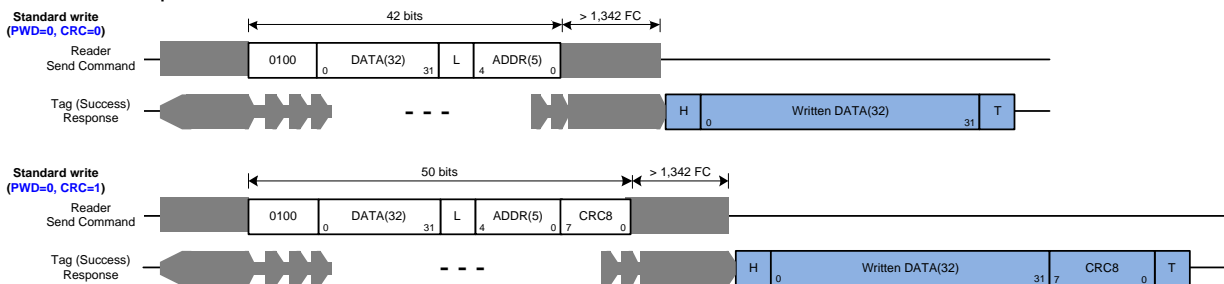 42 bits > 1,342 FC
Standard write
(PWD=0, CRC=0)
Reader
Send Command
0100 0 DATA(32) 31 L 4 ADDR(5) 0
Tag (Success)
Response
- - -
H 0 Written DATA(32) 31 T
50 bits > 1,342 FC
Standard write
(PWD=0, CRC=1)
Reader
Send Command
0100 0 DATA(32) 31 L 4 ADDR(5) 0 7 CRC8 0
Tag (Success)
Response
- - -
H 0 Written DATA(32) 31 7 CRC8 0 T